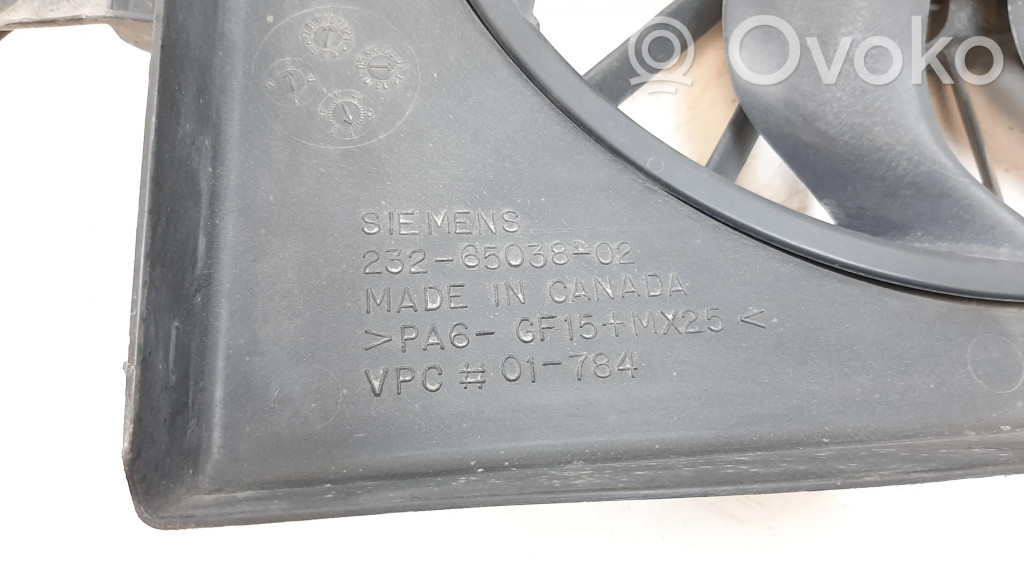 Ovoko
SIEMENS
232-65038-02
MADE IN CANADA
>PA6- GF15+MX25 <
VPC # 01-784